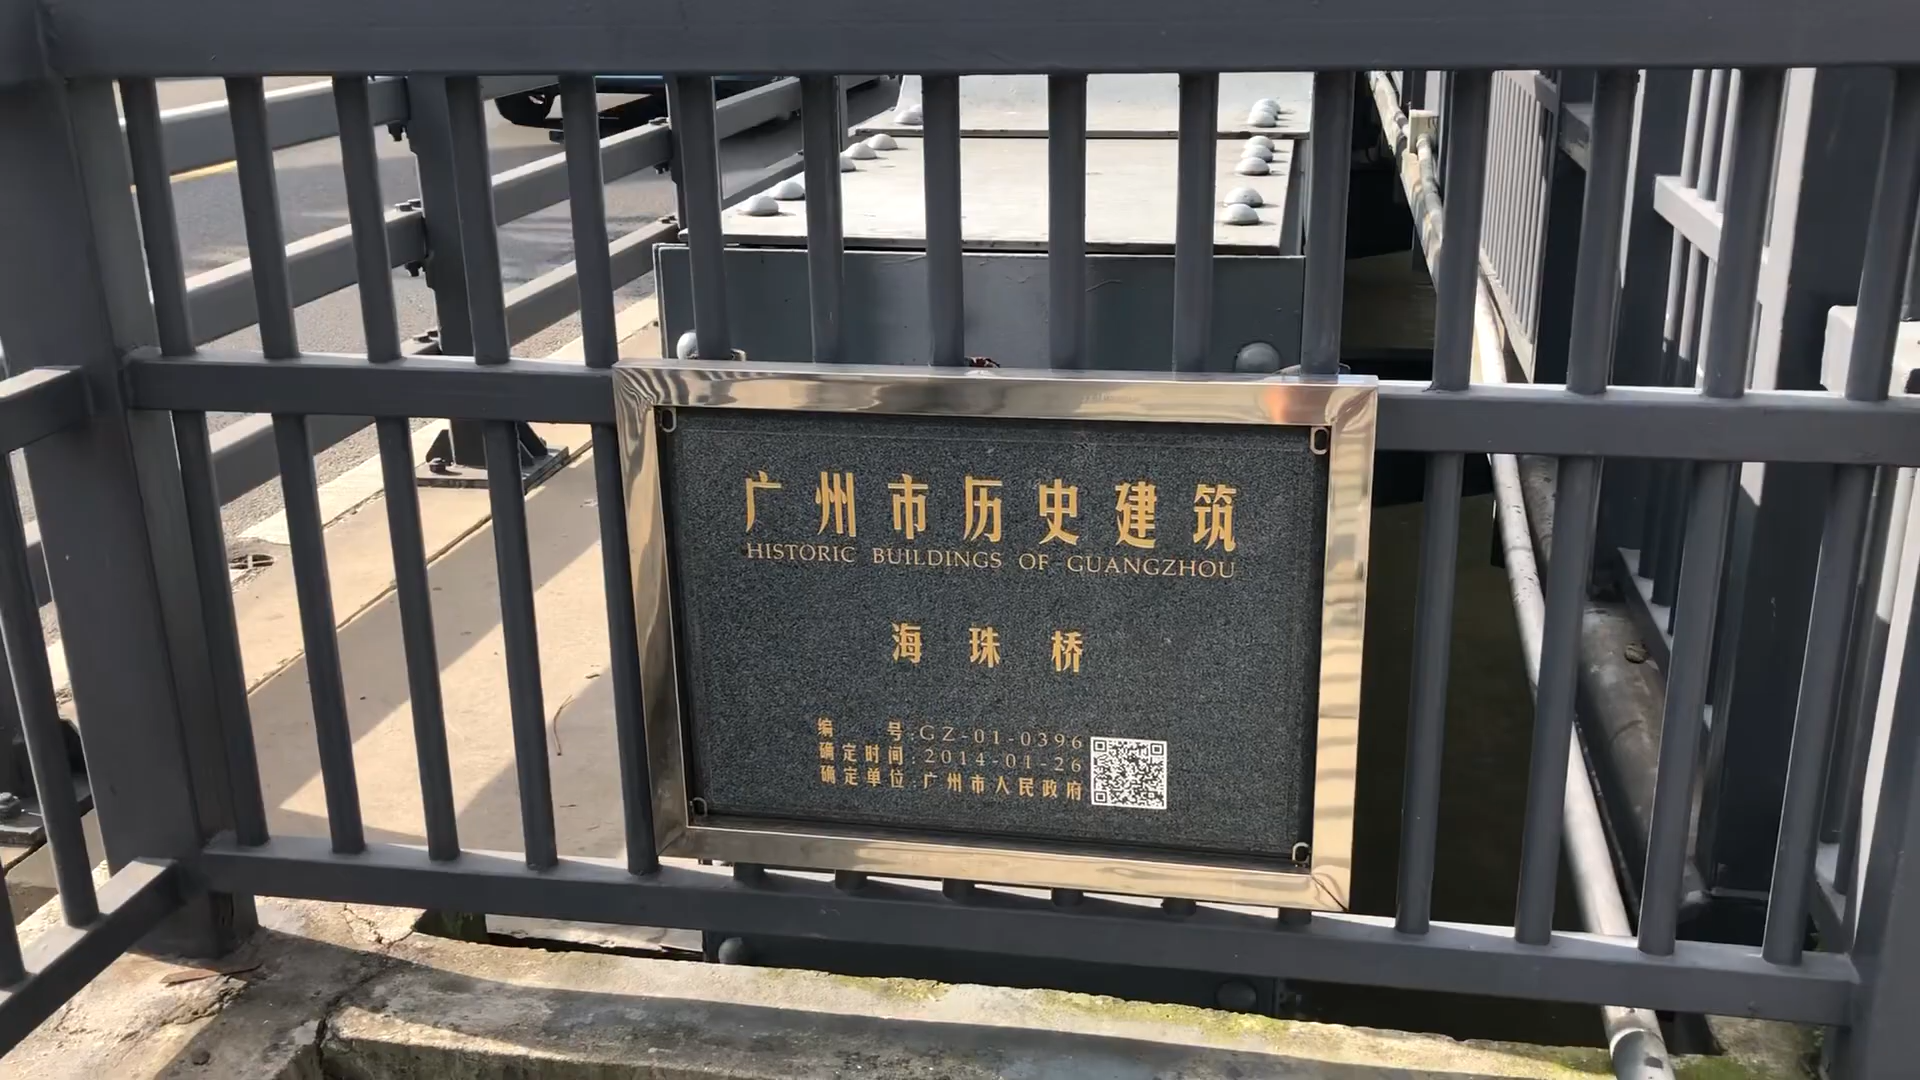 广州市历史建筑
HISTORIC BUILDINGS OF GUANGZHOU
海珠桥
编号:GZ-01-0396
确定时间:2014-01-26
确定单位:广州市人民政府